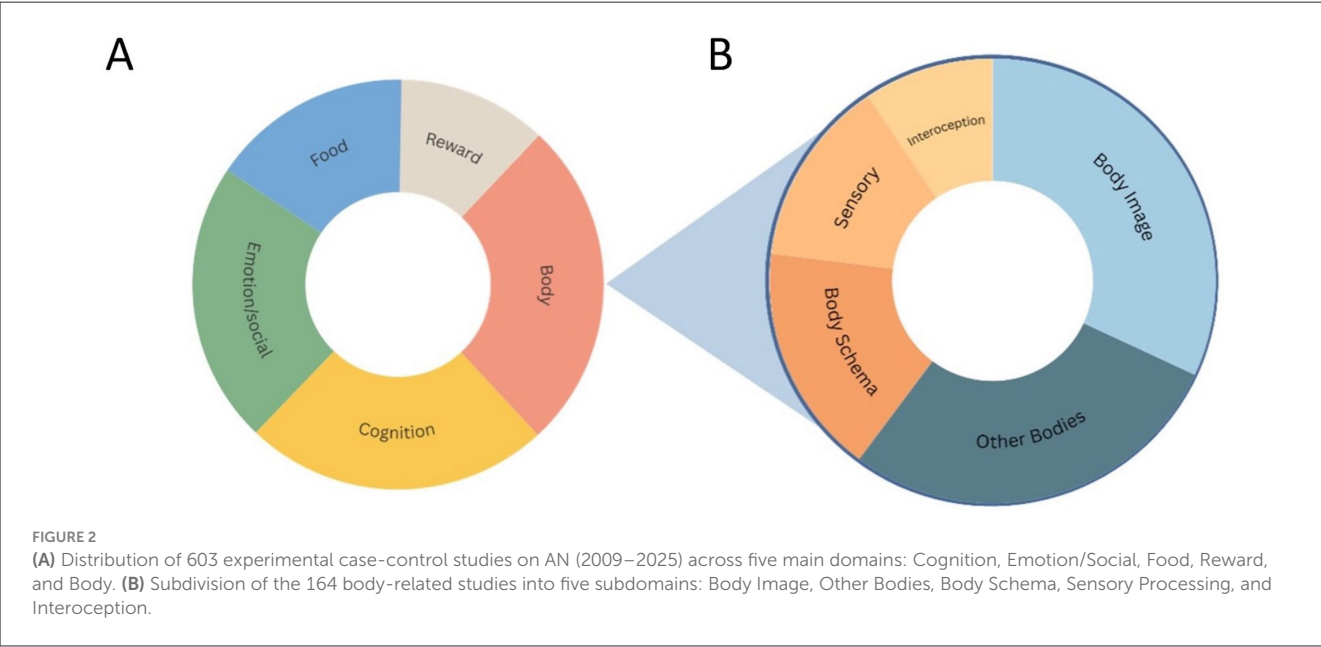 A
B
Food
Reward
Body
Cognition
Emotion/social
Interoception
Body Image
Sensory
Body Schema
Other Bodies
FIGURE 2
(A) Distribution of 603 experimental case-control studies on AN (2009–2025) across five main domains: Cognition, Emotion/Social, Food, Reward,
and Body. (B) Subdivision of the 164 body-related studies into five subdomains: Body Image, Other Bodies, Body Schema, Sensory Processing, and
Interoception.